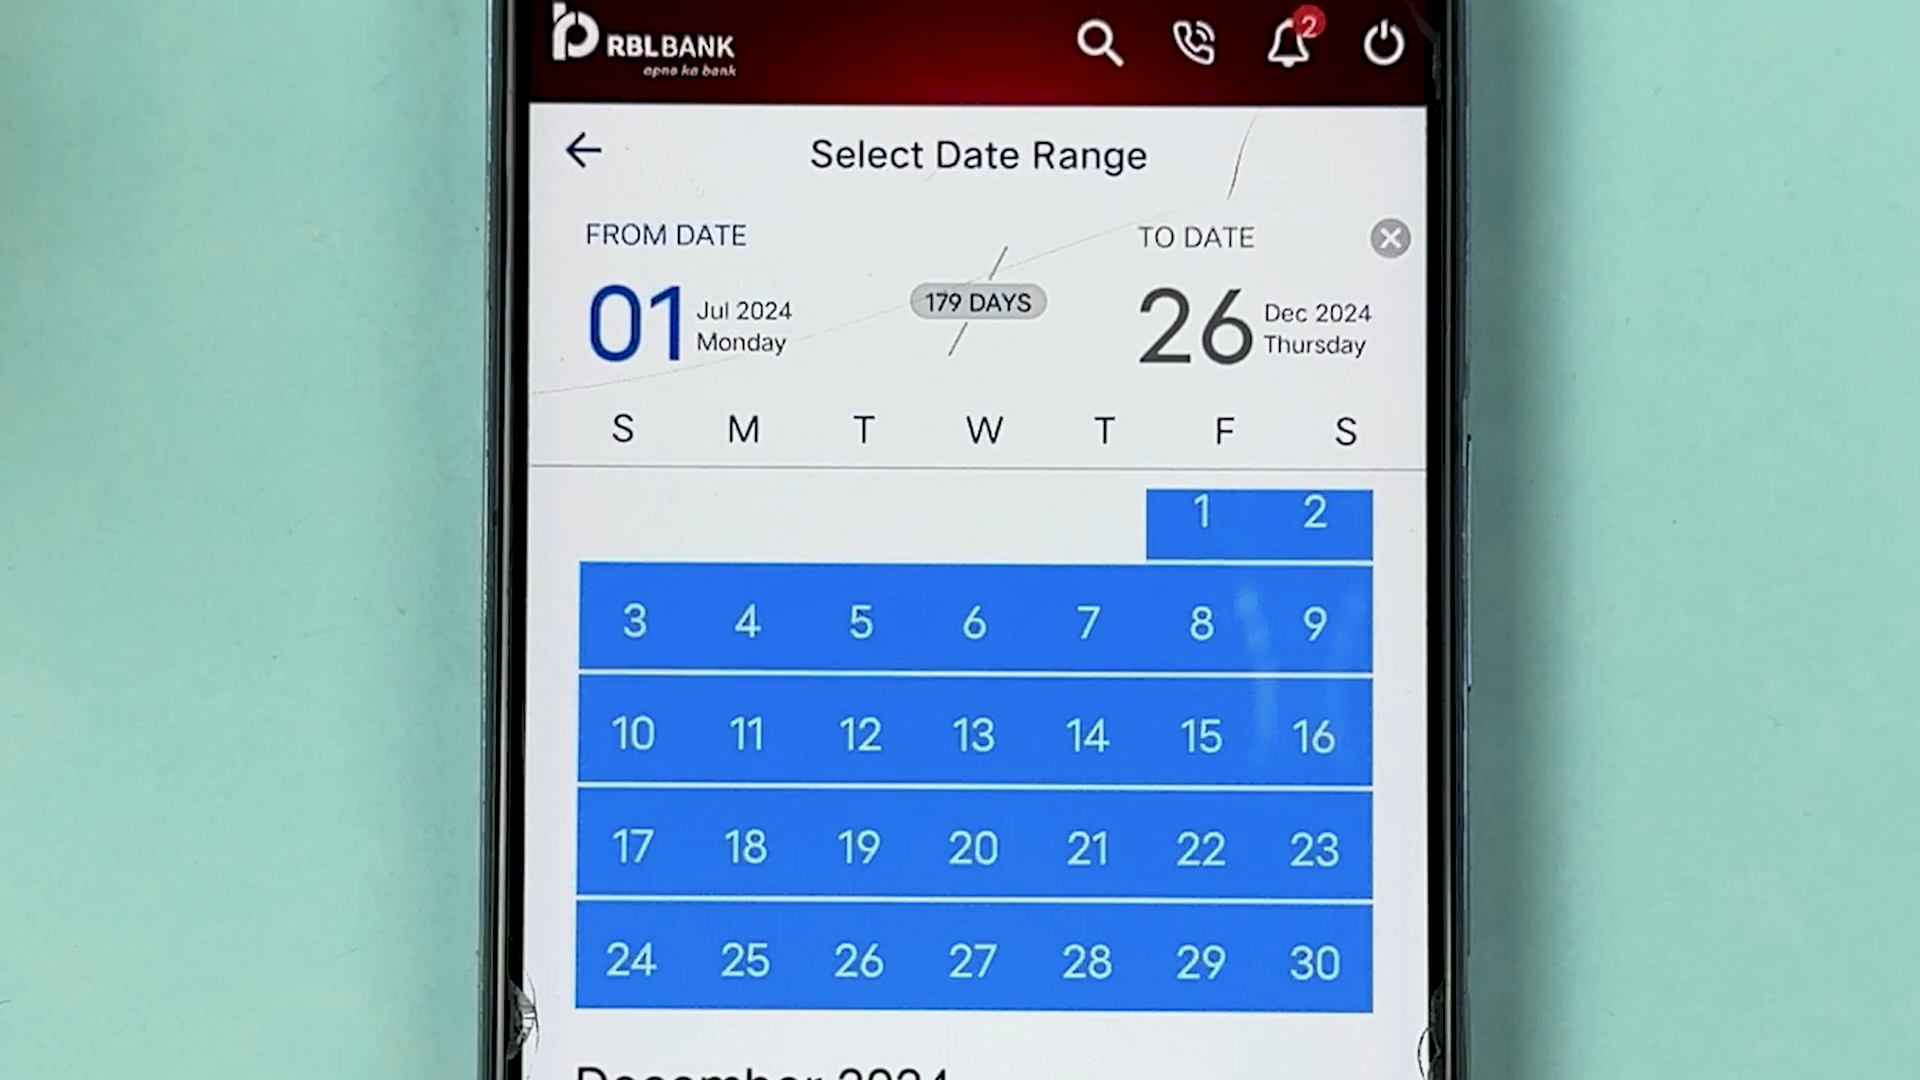 RBLBANK
apno ka bank
2
Select Date Range
FROM DATE
TO DATE
01 Jul 2024
Monday
179 DAYS
26 Dec 2024
Thursday
S M T W T F S
1 2
3 4 5 6 7 8 9
10 11 12 13 14 15 16
17 18 19 20 21 22 23
24 25 26 27 28 29 30
December 2024